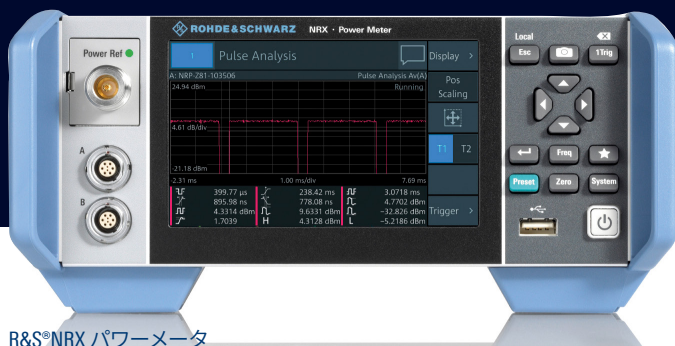 ROHDE&SCHWARZ NRX · Power Meter
Power Ref
A
B
1 Pulse Analysis
Display >
A: NRP-Z81-103506 Pulse Analysis Av(A)
24.94 dBm Running
4.61 dB/div
-21.18 dBm
-2.31 ms 1.00 ms/div 7.69 ms
399.77 µs 238.42 ms 3.0718 ms
895.98 ns 778.08 ns 4.7702 dBm
4.3314 dBm 9.6331 dBm -32.826 dBm
1.7039 H 4.3128 dBm L -5.2186 dBm
Pos
Scaling
T1 T2
Trigger >
Local
Esc 1Trig
Freq
Preset Zero System
R&S®NRX パワーメータ